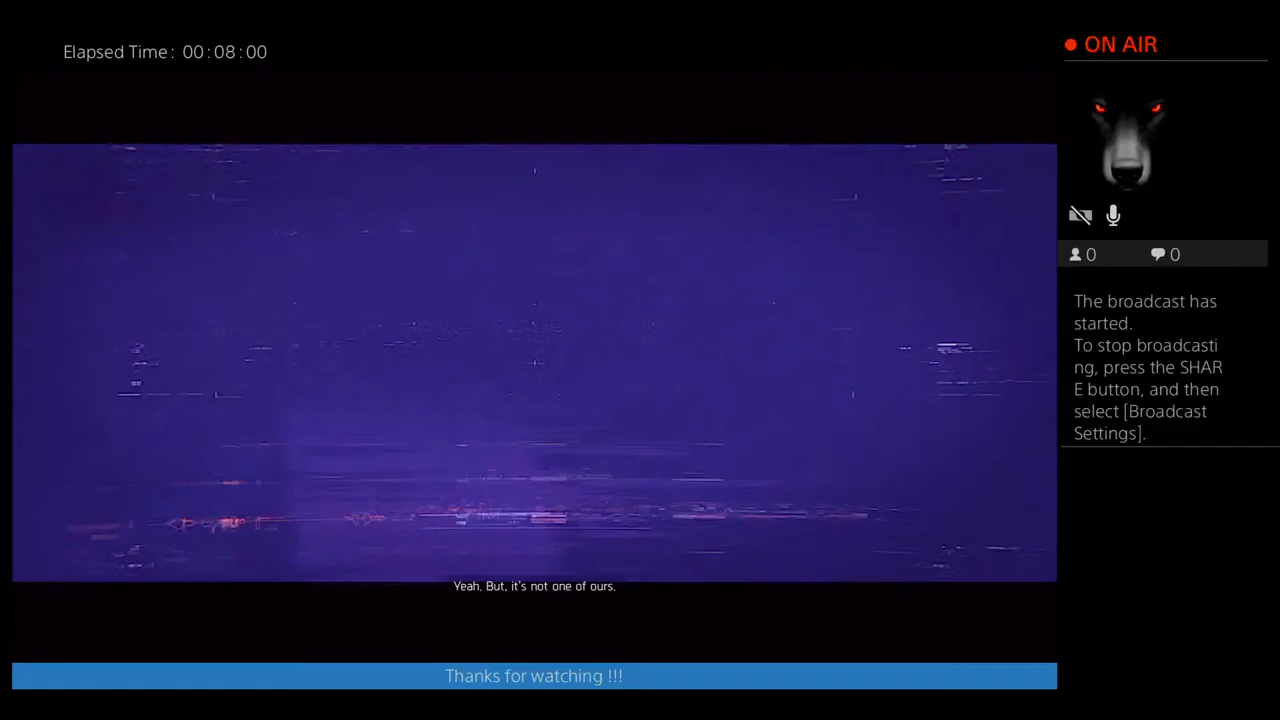 Elapsed Time: 00:08:00
ON AIR
0 0
The broadcast has
started.
To stop broadcasti
ng, press the SHAR
E button, and then
select [Broadcast
Settings].
Yeah. But, it's not one of ours.
Thanks for watching !!!